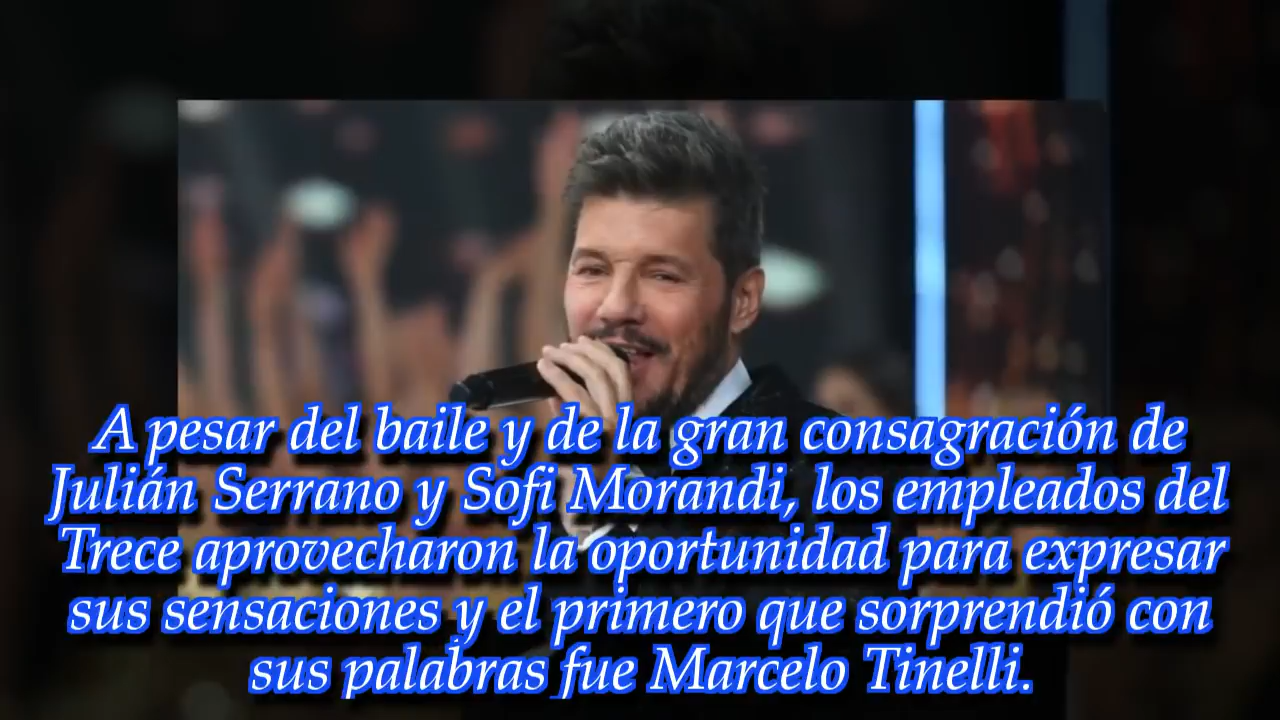 A pesar del baile y de la gran consagración de
Julián Serrano y Sofi Morandi, los empleados del
Trece aprovecharon la oportunidad para expresar
sus sensaciones y el primero que sorprendió con
sus palabras fue Marcelo Tinelli.